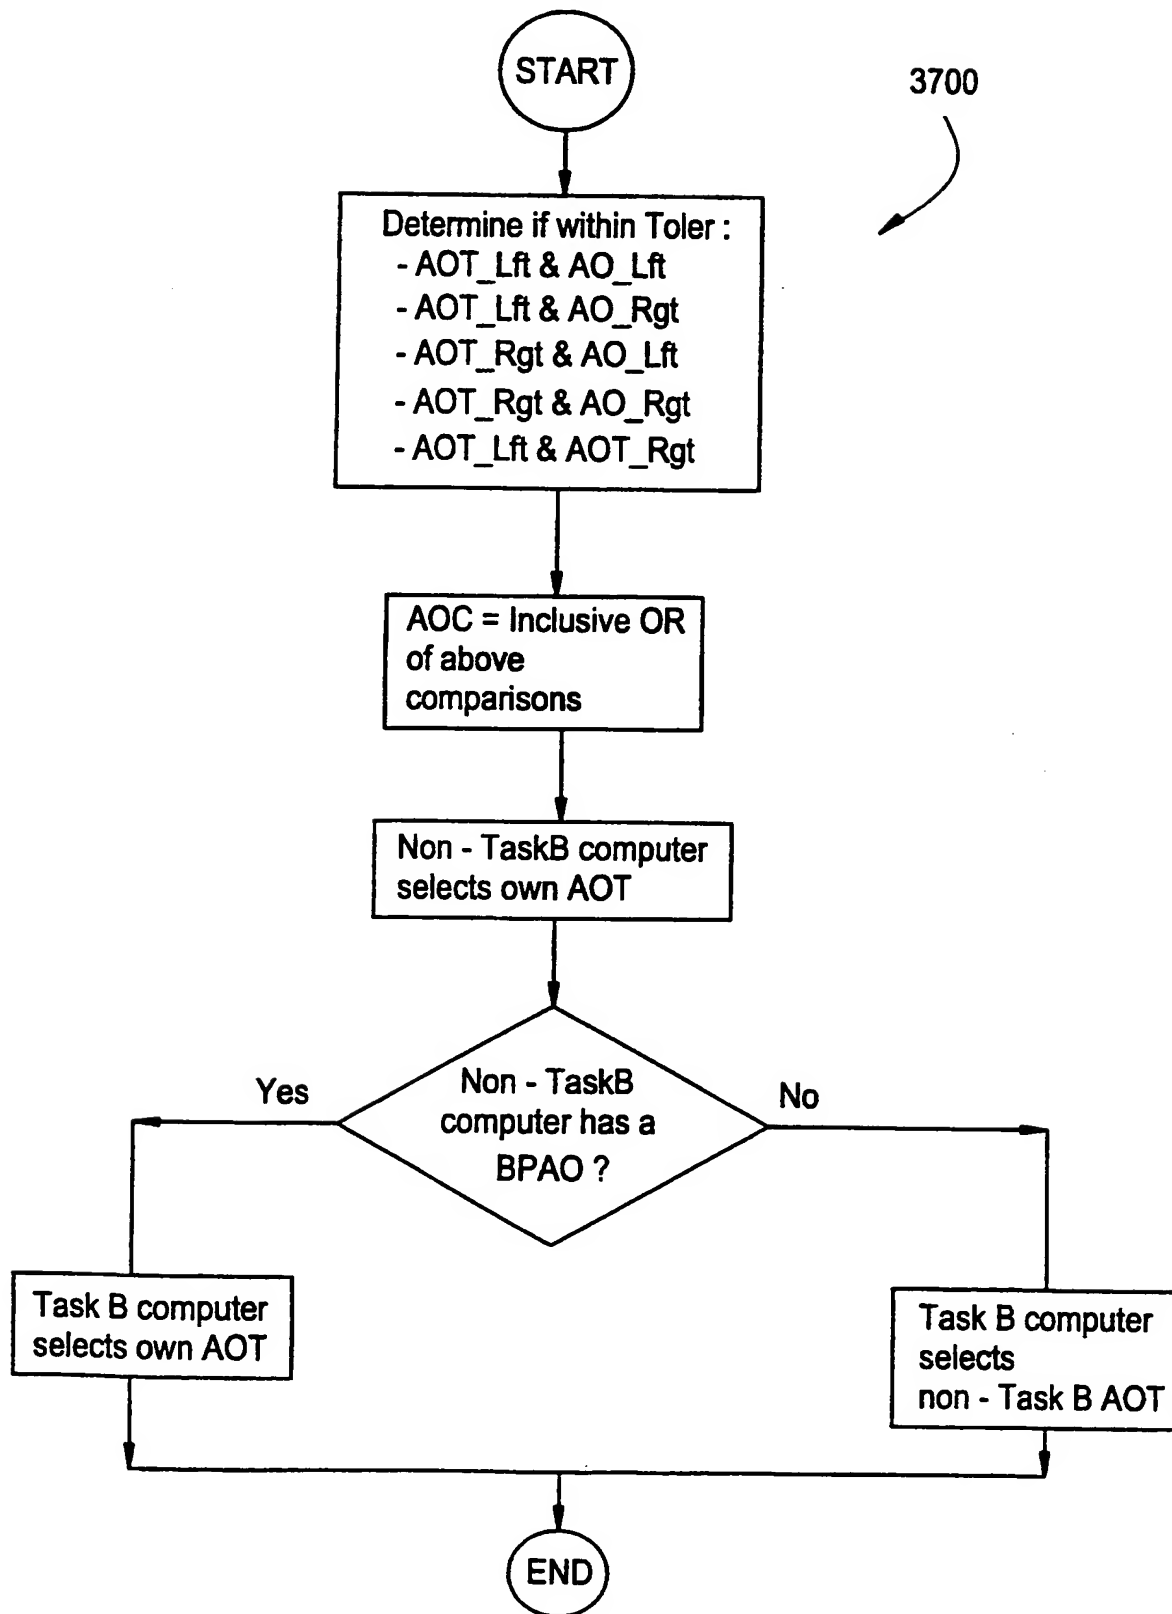 START
3700
Determine if within Toler :
- AOT_Lft & AO_Lft
- AOT_Lft & AO_Rgt
- AOT_Rgt & AO_Lft
- AOT_Rgt & AO_Rgt
- AOT_Lft & AOT_Rgt
AOC = Inclusive OR
of above
comparisons
Non - TaskB computer
selects own AOT
Yes
Non - TaskB
computer has a
BPAO ?
No
Task B computer
selects own AOT
Task B computer
selects
non - Task B AOT
END